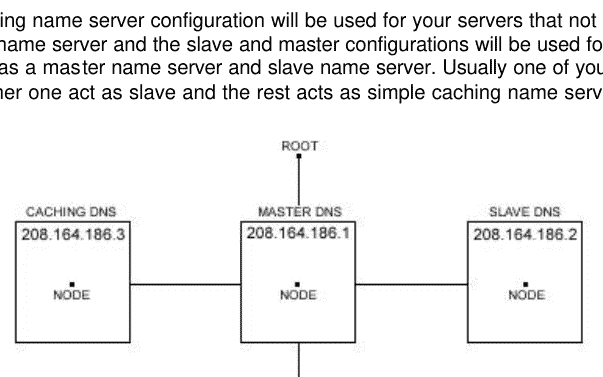 ing name server configuration will be used for your servers that not
name server and the slave and master configurations will be used fo
as a master name server and slave name server. Usually one of you
er one act as slave and the rest acts as simple caching name serv
ROOT
CACHING DNS MASTER DNS SLAVE DNS
208.164.186.3 208.164.186.1 208.164.186.2
NODE NODE NODE